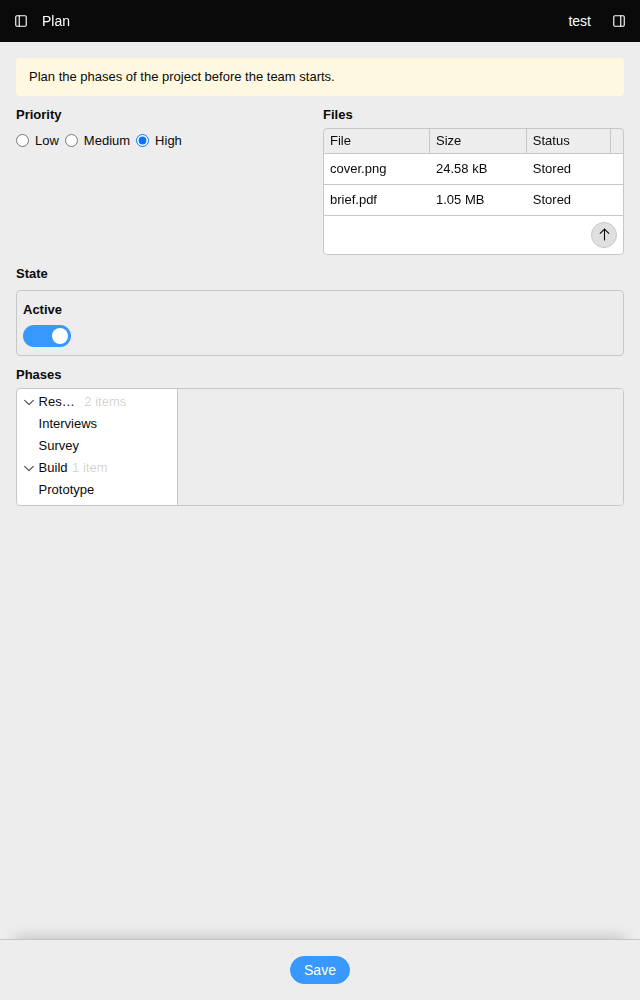 Plan test
Plan the phases of the project before the team starts.
Priority
Low Medium High
Files
File Size Status
cover.png 24.58 kB Stored
brief.pdf 1.05 MB Stored
State
Active
Phases
Res… 2 items
Interviews
Survey
Build 1 item
Prototype
Save